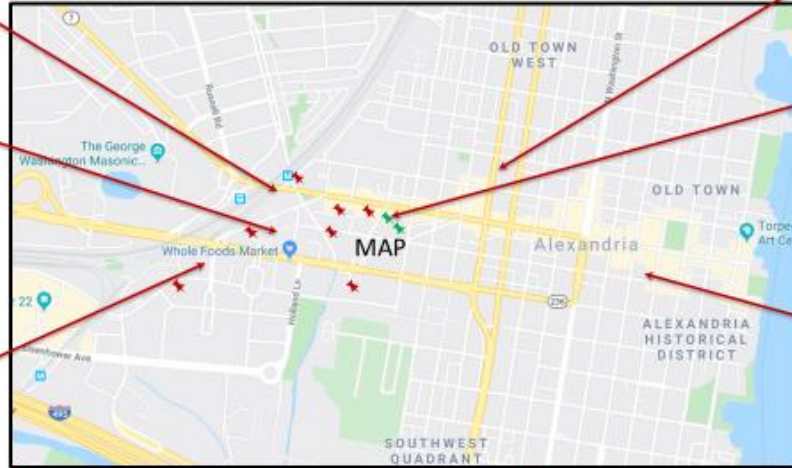 7
OLD TOWN
WEST
N Washington St
Russell Rd
The George
Washington Masonic...
M
OLD TOWN
Torpe
Art Ce
Whole Foods Market
MAP
Alexandria
r 22
236
Holland Ln
Eisenhower Ave
ALEXANDRIA
HISTORICAL
DISTRICT
M
495
SOUTHWEST
QUADRANT